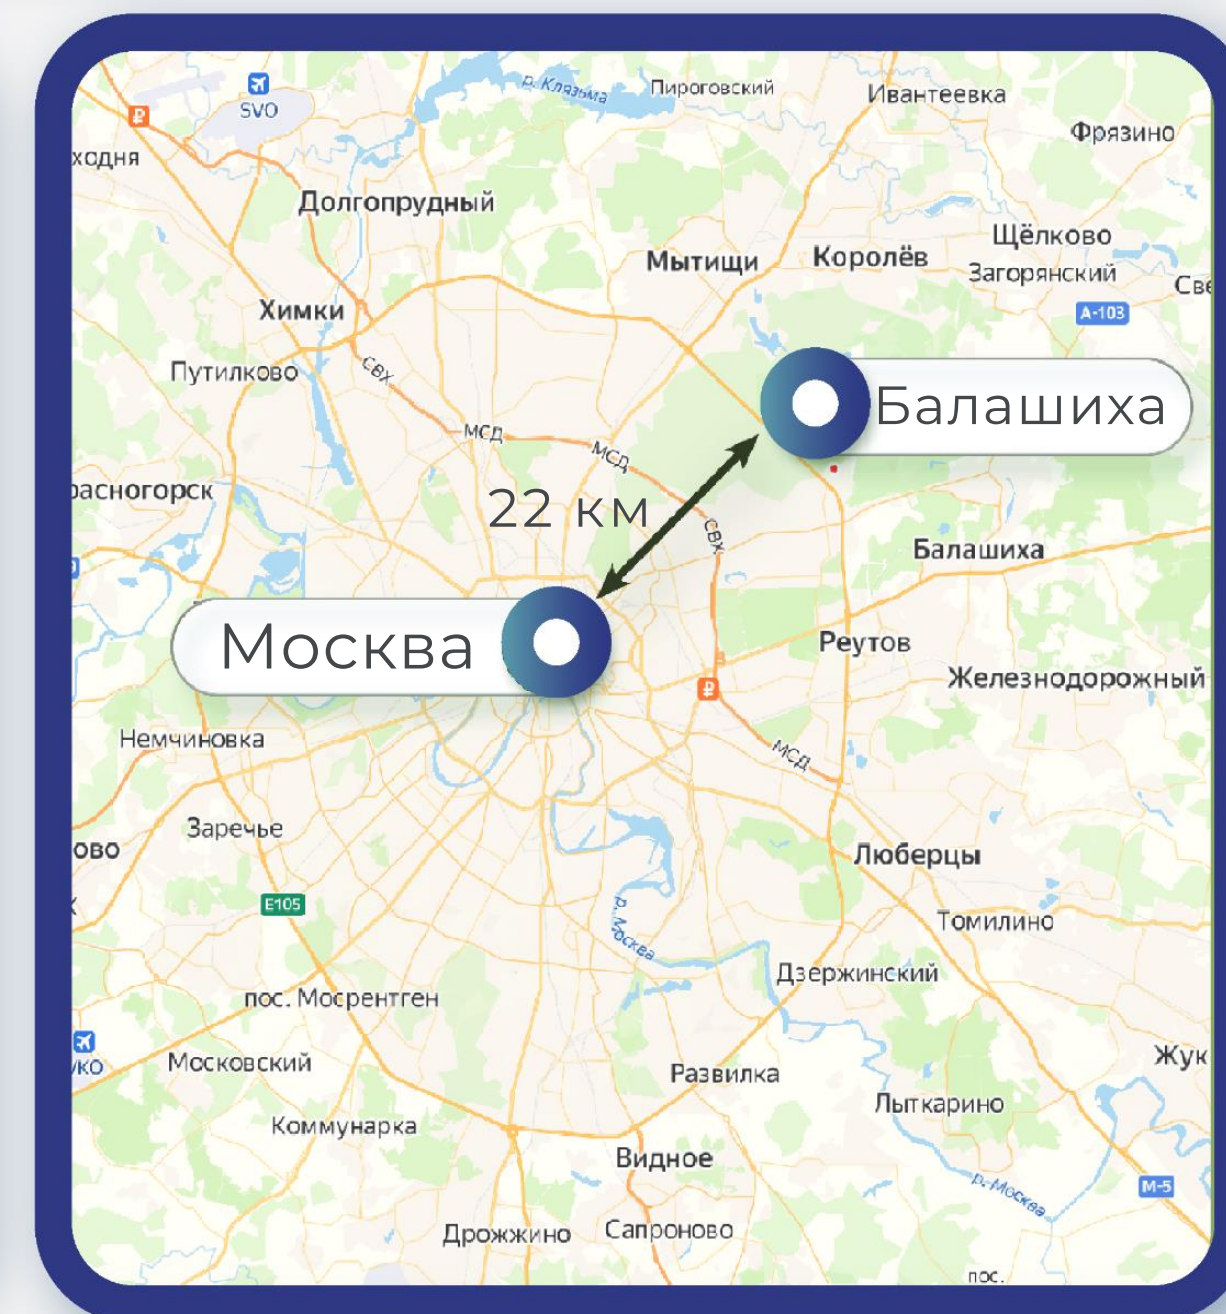 р. Клязьма
Пироговский
Ивантеевка
SVO
₽
Фрязино
ходня
Долгопрудный
Щёлково
Мытищи
Королёв
Загорянский
Све
Химки
А-103
Путилково
СВХ
Балашиха
МСД
МСД
расногорск
22 км
СВХ
Балашиха
Москва
Реутов
Железнодорожный
₽
Немчиновка
МСД
Заречье
ово
Люберцы
E105
Томилино
р. Москва
Дзержинский
пос. Мосрентген
VKO
Московский
Жук
Развилка
Лыткарино
Коммунарка
Видное
М-5
р. Москва
Дрожжино
Сапроново
пос.